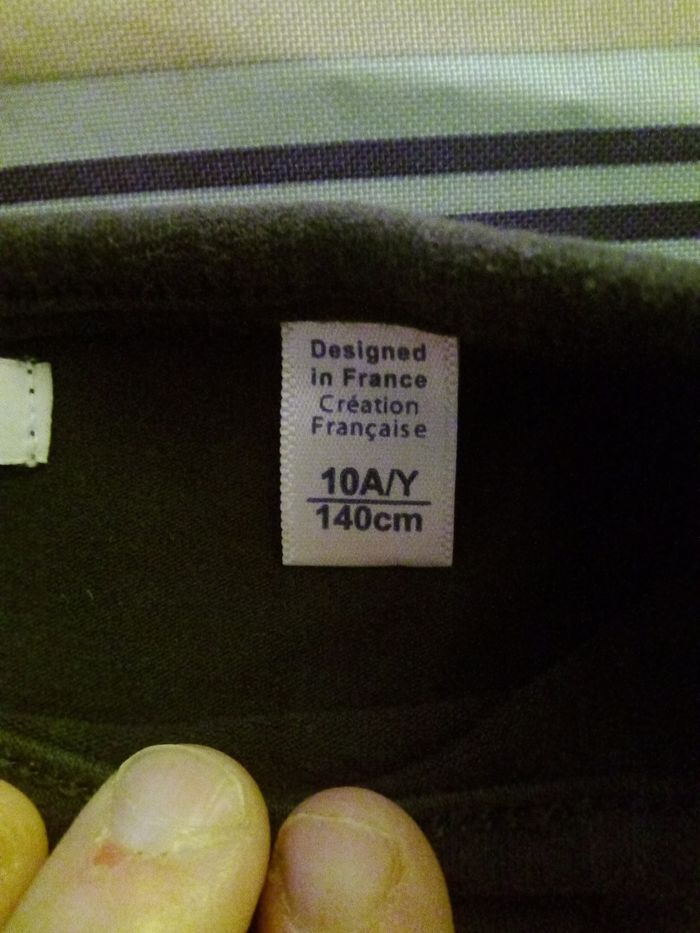 Designed
in France
Création
Française
10A/Y
140cm